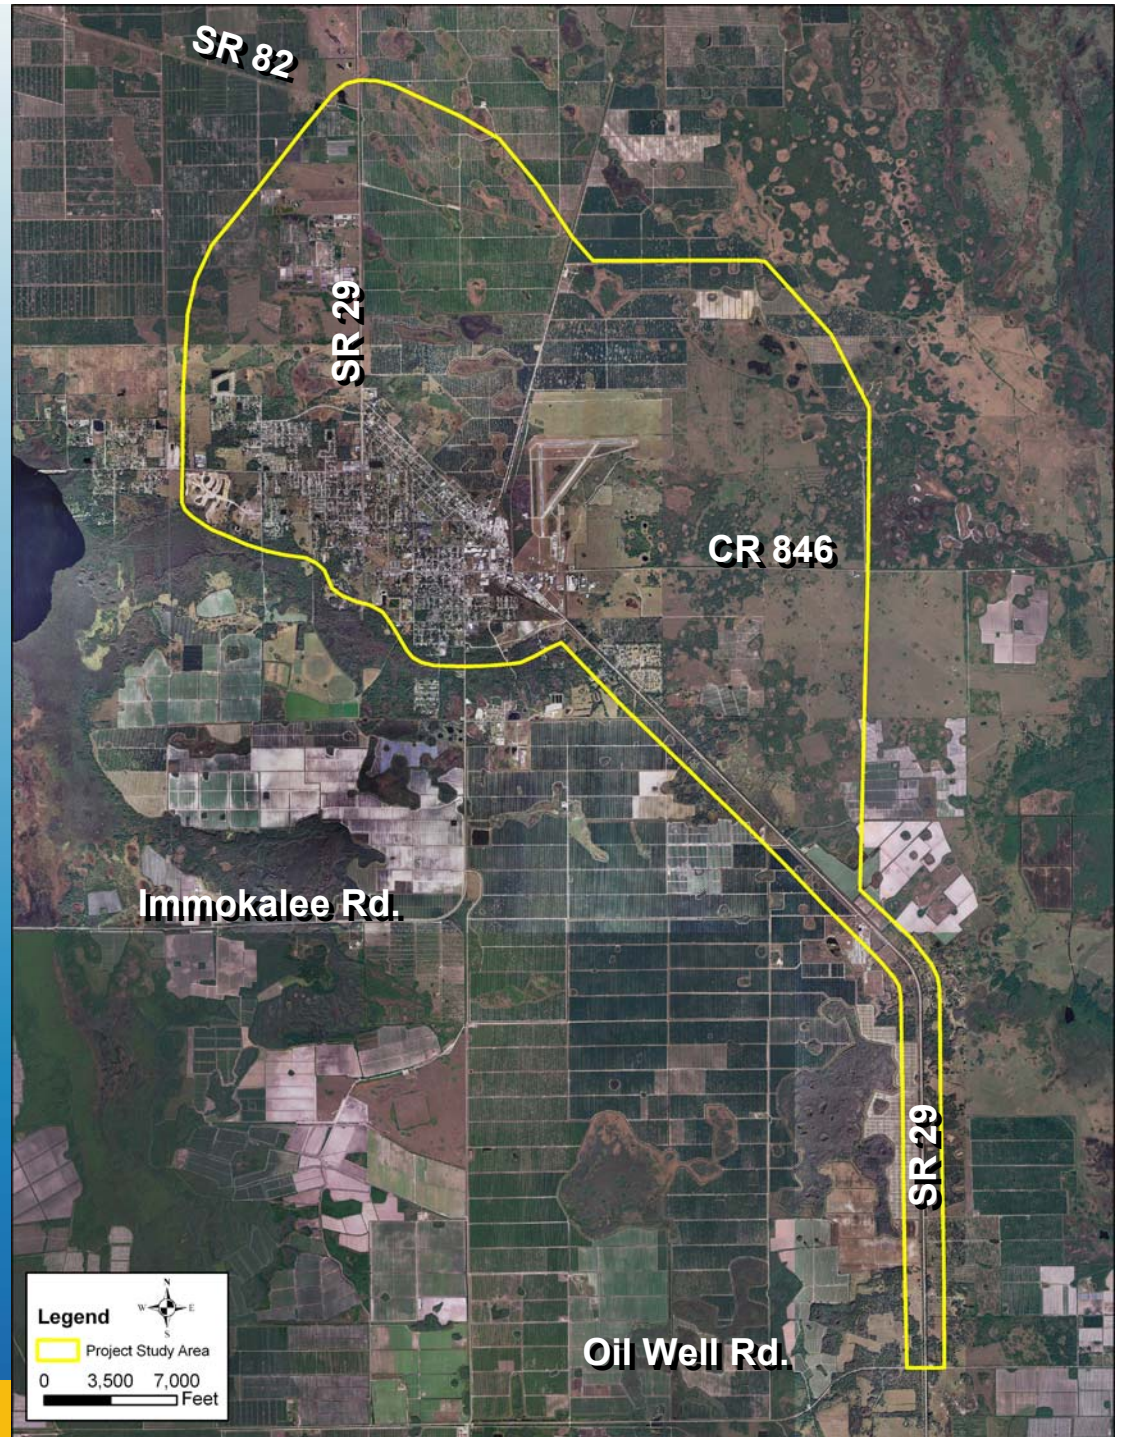 SR 82
SR 29
CR 846
Immokalee Rd.
SR 29
Oil Well Rd.
Legend
N
W E
S
Project Study Area
0 3,500 7,000
Feet